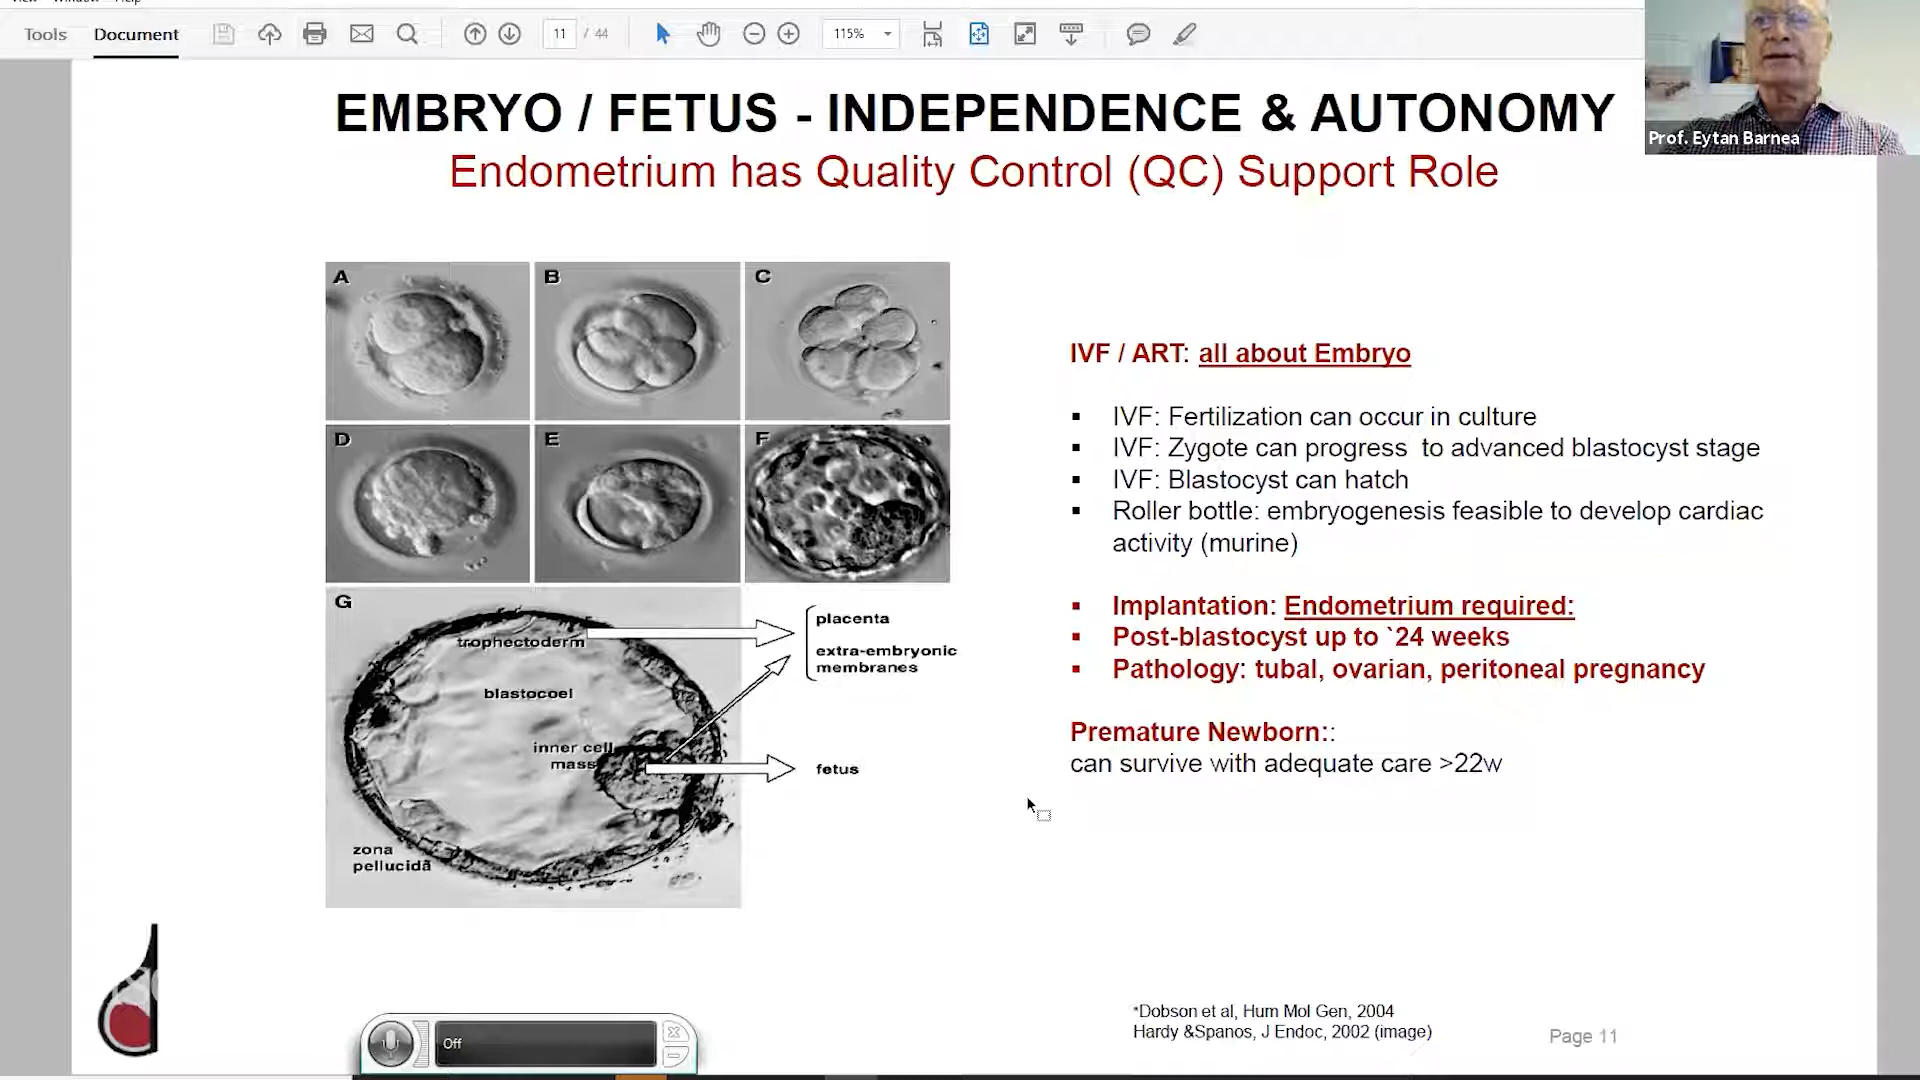 Tools
Document
11 / 44
115%
Prof. Eytan Barnea
EMBRYO / FETUS - INDEPENDENCE & AUTONOMY
Endometrium has Quality Control (QC) Support Role
A
B
C
D
E
F
G
trophectoderm
blastocoel
inner cell
mass
zona
pellucida
placenta
extra-embryonic
membranes
fetus
IVF / ART: all about Embryo
▪ IVF: Fertilization can occur in culture
▪ IVF: Zygote can progress to advanced blastocyst stage
▪ IVF: Blastocyst can hatch
▪ Roller bottle: embryogenesis feasible to develop cardiac
activity (murine)
▪ Implantation: Endometrium required:
▪ Post-blastocyst up to `24 weeks
▪ Pathology: tubal, ovarian, peritoneal pregnancy
Premature Newborn::
can survive with adequate care >22w
*Dobson et al, Hum Mol Gen, 2004
Hardy &Spanos, J Endoc, 2002 (image)
Page 11
Off